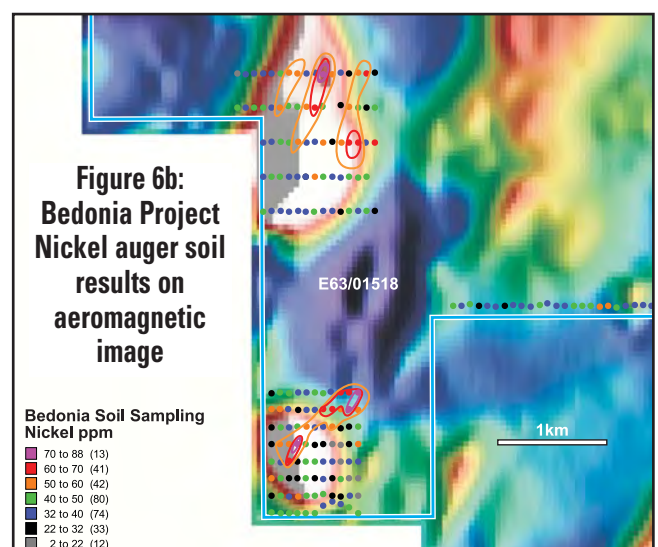 Figure 6b:
Bedonia Project
Nickel auger soil
results on
aeromagnetic
image
E63/01518
1km
Bedonia Soil Sampling
Nickel ppm
70 to 88 (13)
60 to 70 (41)
50 to 60 (42)
40 to 50 (80)
32 to 40 (74)
22 to 32 (33)
2 to 22 (12)